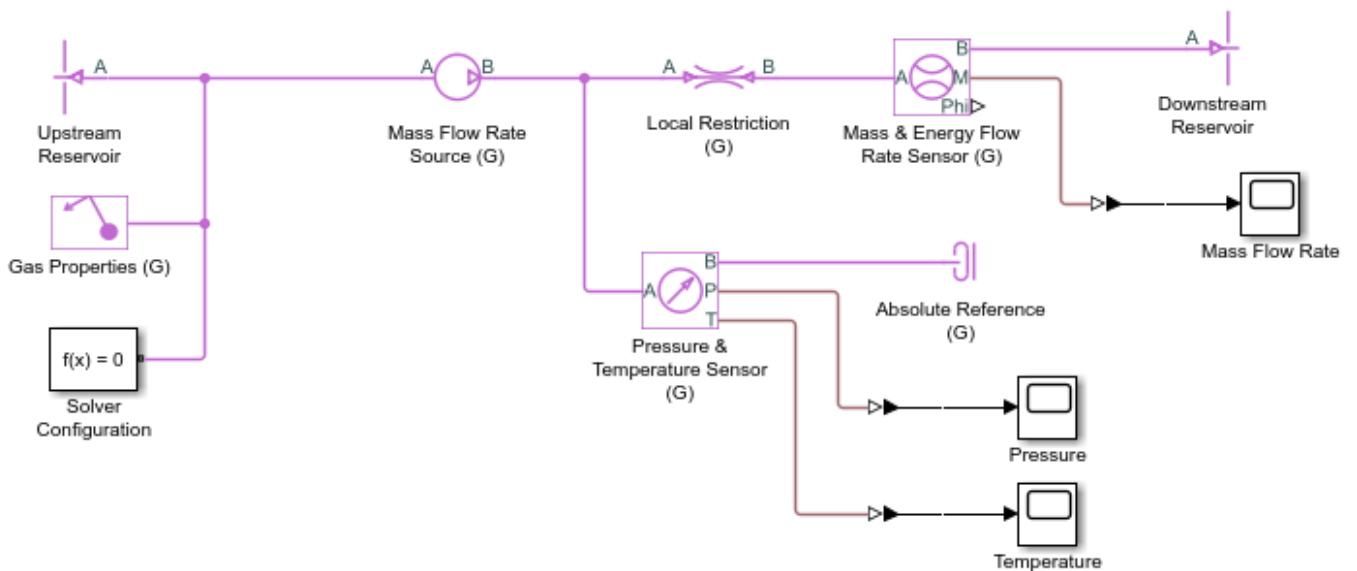 A
Upstream
Reservoir
A
B
Mass Flow Rate
Source (G)
A
B
Local Restriction
(G)
A
B
M
Phi
Mass & Energy Flow
Rate Sensor (G)
A
Downstream
Reservoir
Mass Flow Rate
Gas Properties (G)
f(x) = 0
Solver
Configuration
A
B
P
T
Pressure &
Temperature Sensor
(G)
Absolute Reference
(G)
Pressure
Temperature